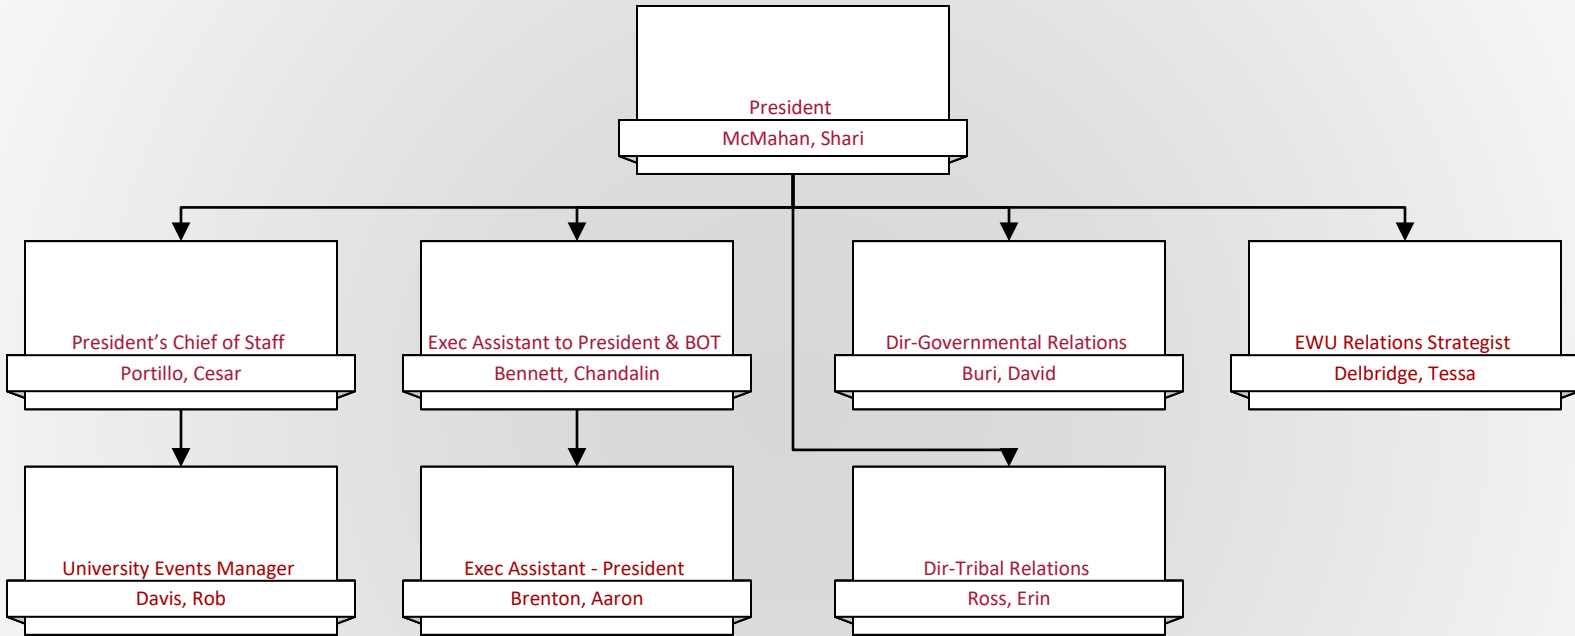 President
McMahan, Shari
President’s Chief of Staff
Portillo, Cesar
Exec Assistant to President & BOT
Bennett, Chandalin
Dir-Governmental Relations
Buri, David
EWU Relations Strategist
Delbridge, Tessa
University Events Manager
Davis, Rob
Exec Assistant - President
Brenton, Aaron
Dir-Tribal Relations
Ross, Erin